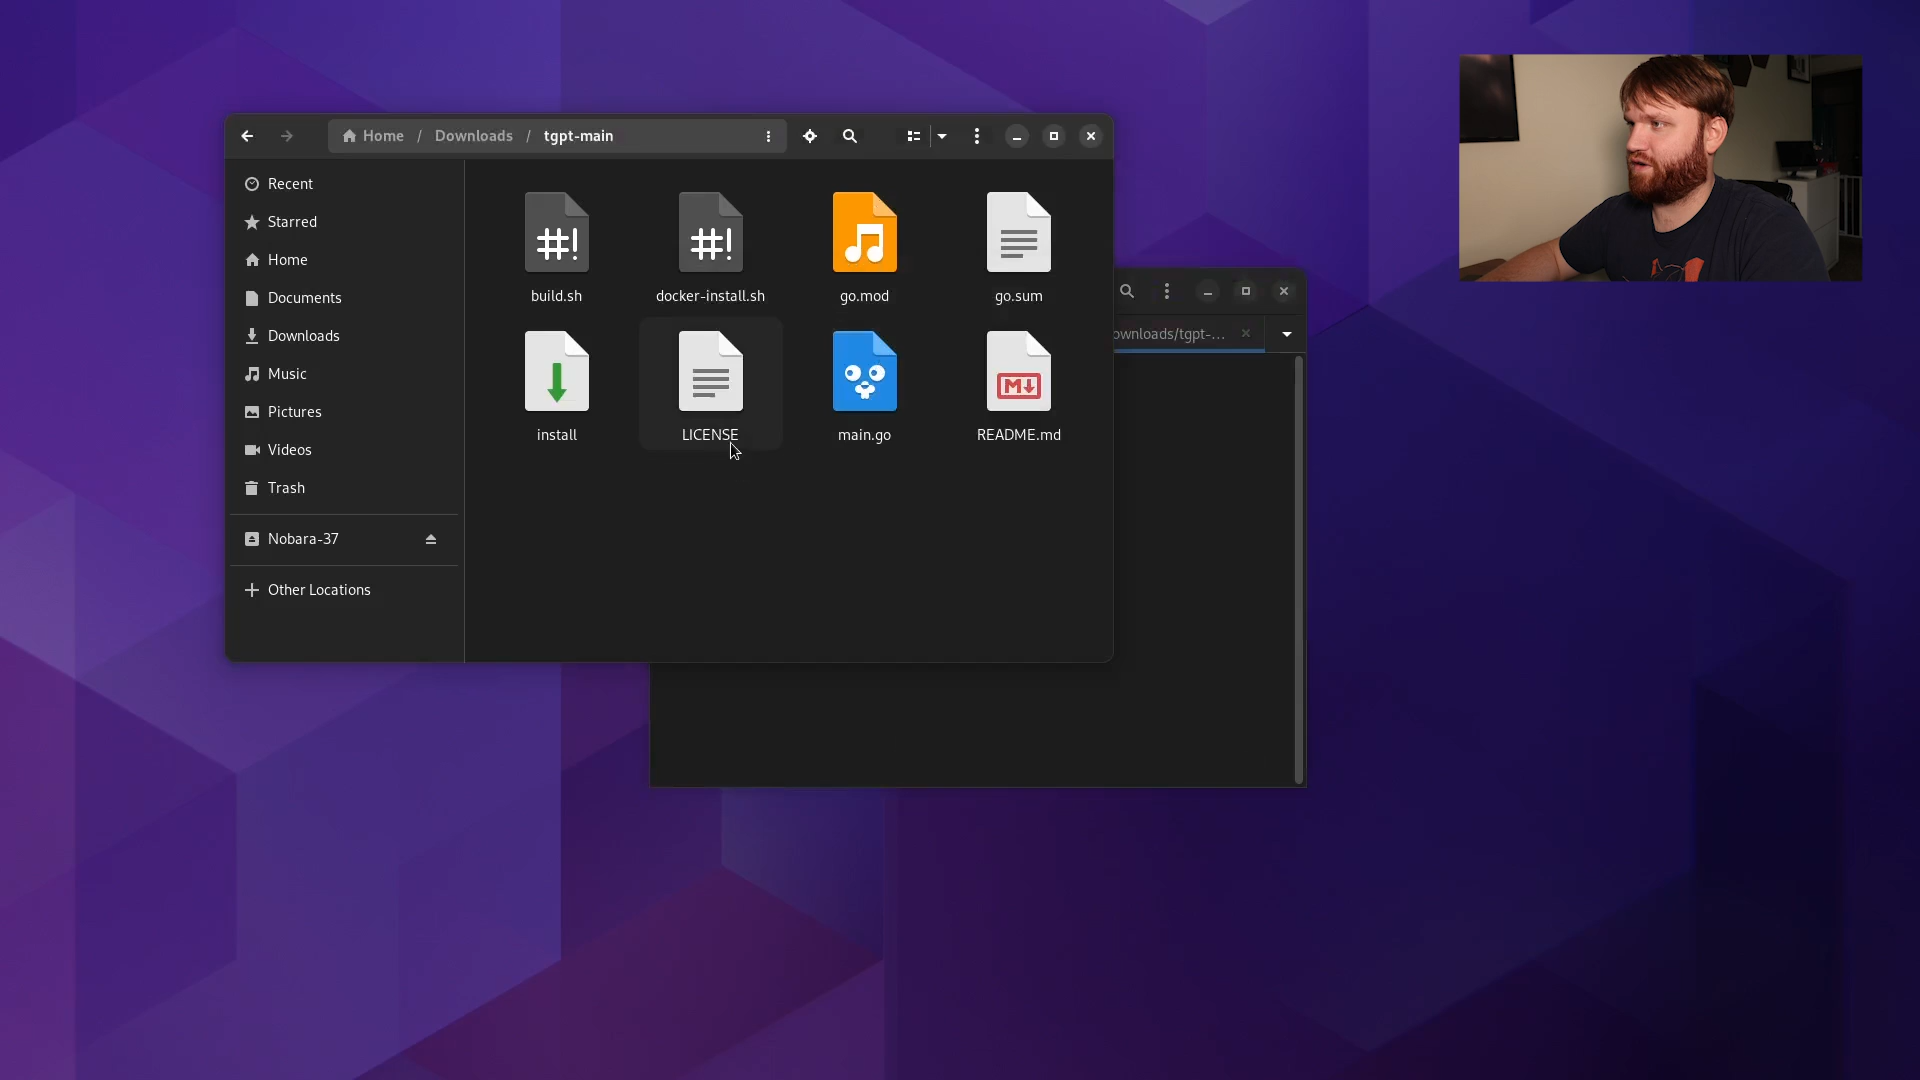 Home / Downloads / tgpt-main
Recent
Starred
Home
Documents
Downloads
Music
Pictures
Videos
Trash
Nobara-37
Other Locations
#!
#!
build.sh
docker-install.sh
go.mod
go.sum
M
install
LICENSE
main.go
README.md
ownloads/tgpt-...